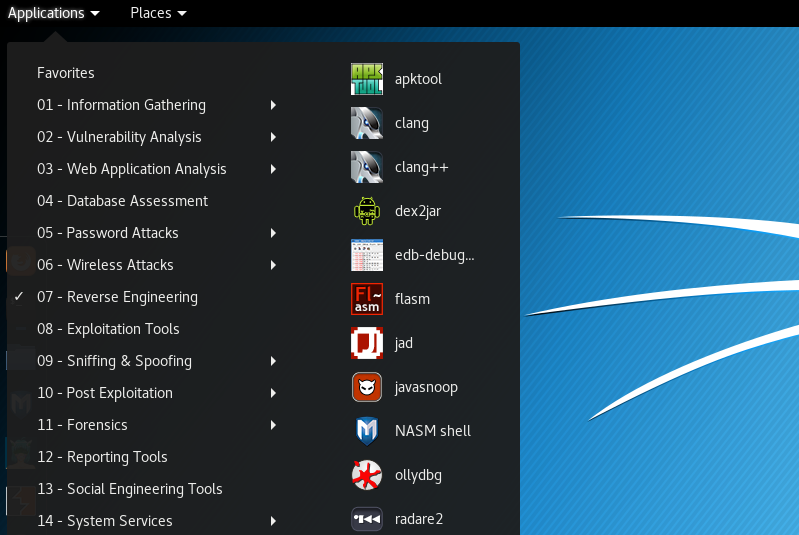 Applications Places
Favorites
01 - Information Gathering
02 - Vulnerability Analysis
03 - Web Application Analysis
04 - Database Assessment
05 - Password Attacks
06 - Wireless Attacks
07 - Reverse Engineering
08 - Exploitation Tools
09 - Sniffing & Spoofing
10 - Post Exploitation
11 - Forensics
12 - Reporting Tools
13 - Social Engineering Tools
14 - System Services
APK
TOOL
apktool
clang
clang++
dex2jar
edb-debug...
Fl~
asm
flasm
J
jad
javasnoop
NASM shell
ollydbg
radare2